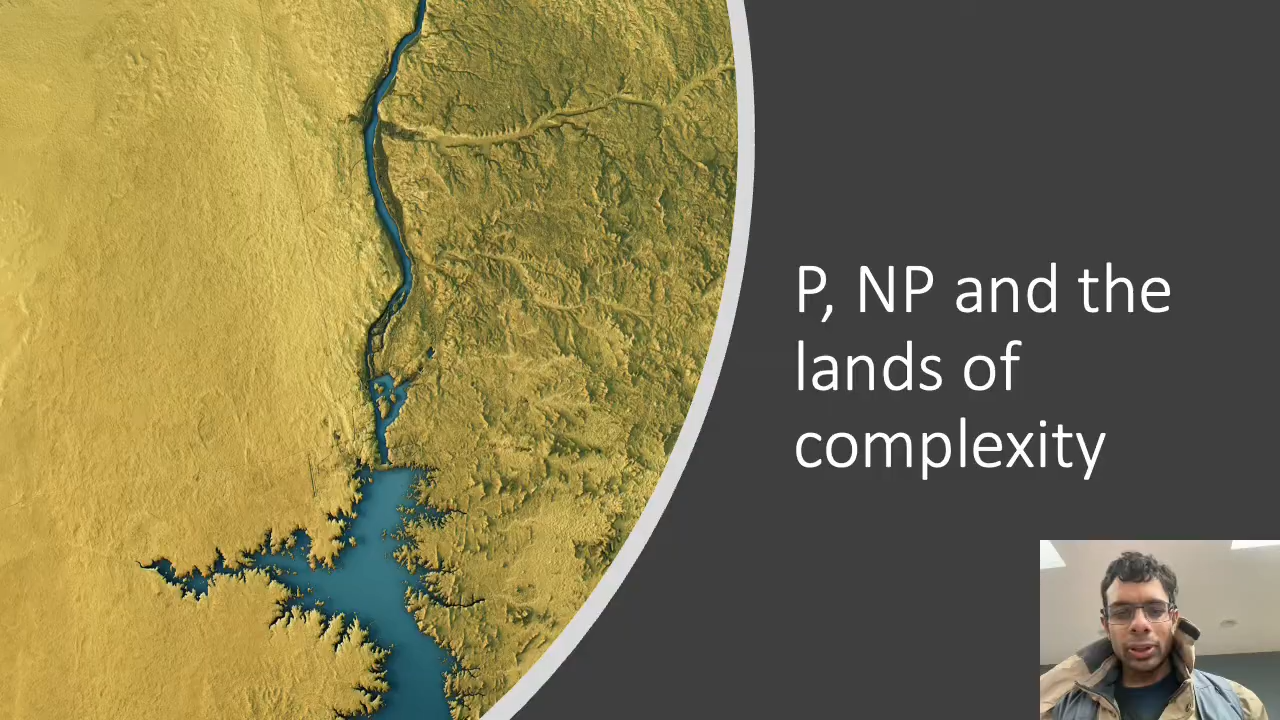 P, NP and the
lands of
complexity